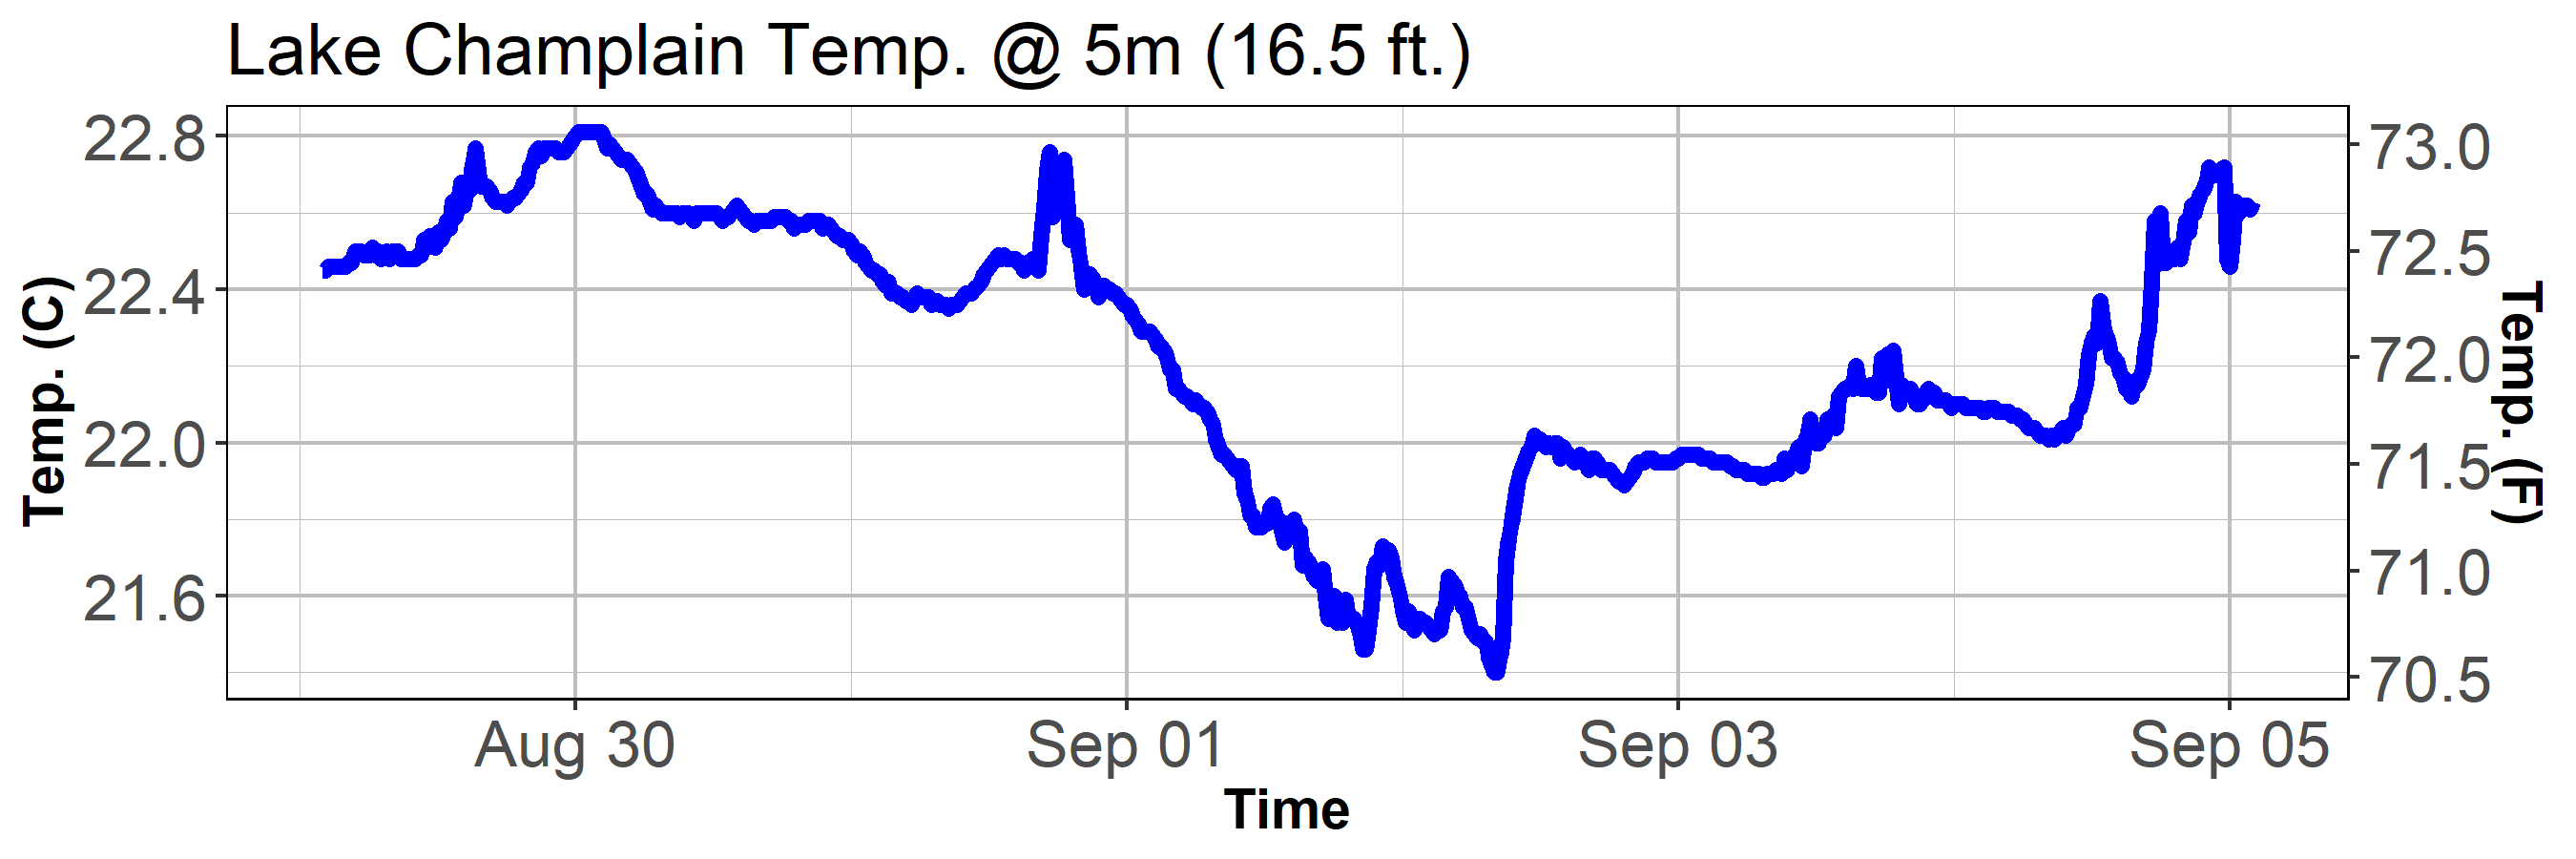 Lake Champlain Temp. @ 5m (16.5 ft.)
22.8
22.4
22.0
21.6
Temp. (C)
73.0
72.5
72.0
71.5
71.0
70.5
Temp. (F)
Aug 30
Sep 01
Sep 03
Sep 05
Time